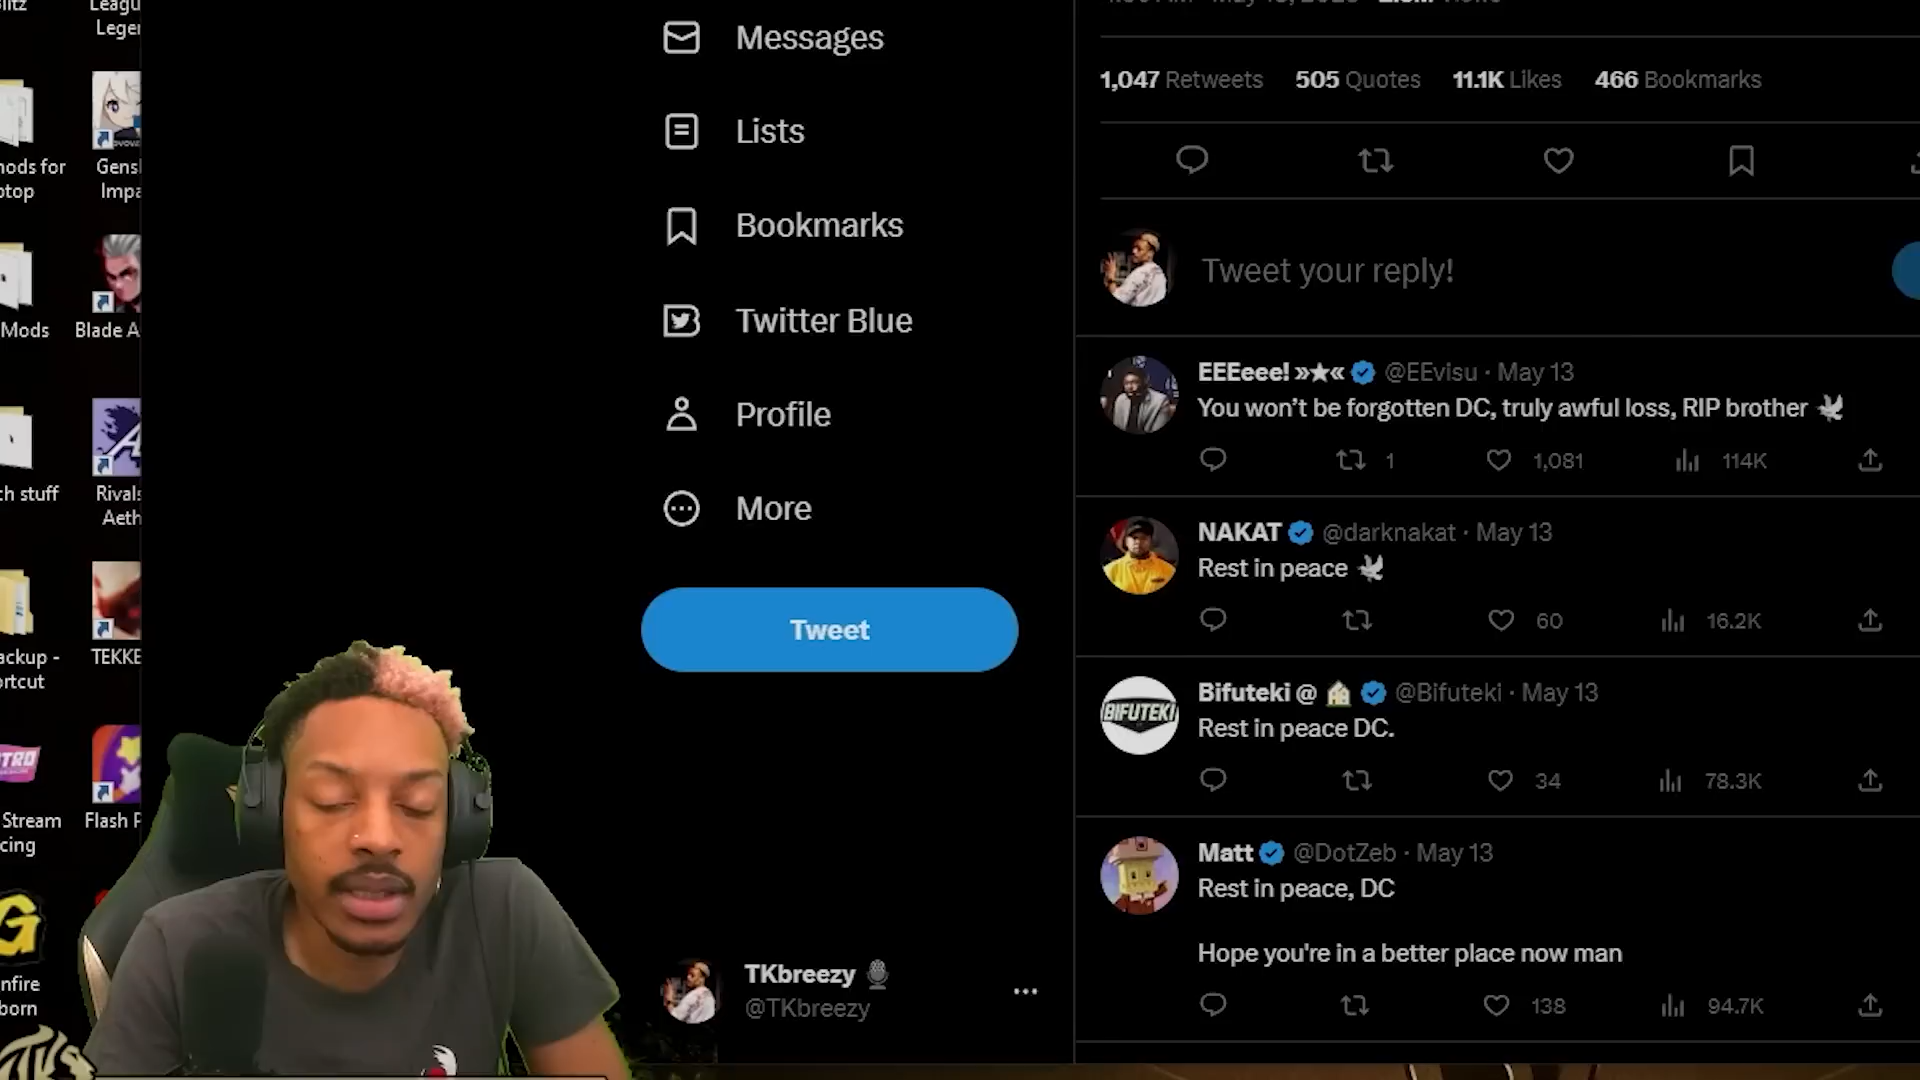 Leagu
Leger
nods for
otop
Gensh
Impa
Mods
Blade A
ch stuff
Rivals
Aeth
ackup -
ortcut
TEKKE
Stream
cing
Flash P
nfire
born
Messages
Lists
Bookmarks
Twitter Blue
Profile
More
Tweet
TKbreezy
@TKbreezy
1,047 Retweets 505 Quotes 11.1K Likes 466 Bookmarks
Tweet your reply!
EEEeee! »★« @EEvisu · May 13
You won’t be forgotten DC, truly awful loss, RIP brother 🕊
1 1,081 114K
NAKAT @darknakat · May 13
Rest in peace 🕊
60 16.2K
BIFUTEKI
Bifuteki @ 🏠 @Bifuteki · May 13
Rest in peace DC.
34 78.3K
Matt @DotZeb · May 13
Rest in peace, DC
Hope you're in a better place now man
138 94.7K